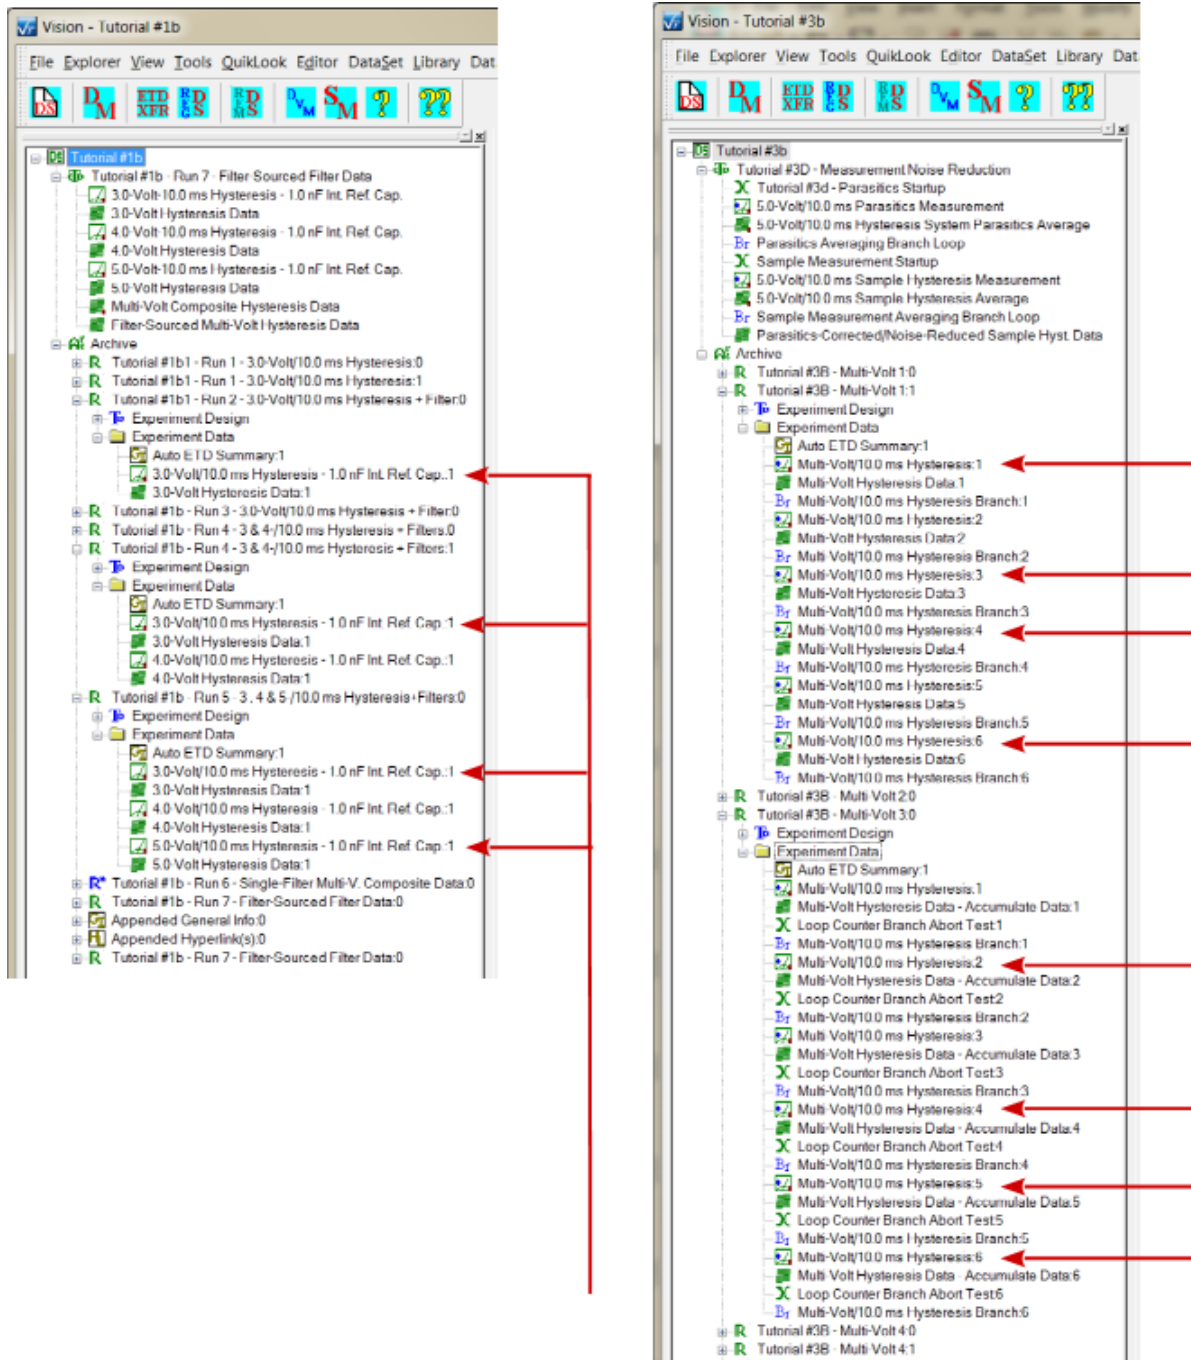 Vision - Tutorial #1b
File Explorer View Tools QuikLook Editor DataSet Library Dat
DS DM ETD XFR REG DS REM DS DVM SM ? ??
Tutorial #1b
Tutorial #1b - Run 7 - Filter-Sourced Filter Data
3.0-Volt-10.0 ms Hysteresis - 1.0 nF Int. Ref. Cap.
3.0-Volt Hysteresis Data
4.0-Volt-10.0 ms Hysteresis - 1.0 nF Int. Ref. Cap.
4.0-Volt Hysteresis Data
5.0-Volt-10.0 ms Hysteresis - 1.0 nF Int. Ref. Cap.
5.0-Volt Hysteresis Data
Multi-Volt Composite Hysteresis Data
Filter-Sourced Multi-Volt Hysteresis Data
Archive
R Tutorial #1b1 - Run 1 - 3.0-Volt/10.0 ms Hysteresis:0
R Tutorial #1b1 - Run 1 - 3.0-Volt/10.0 ms Hysteresis:1
R Tutorial #1b1 - Run 2 - 3.0-Volt/10.0 ms Hysteresis + Filter:0
Experiment Design
Experiment Data
Auto ETD Summary:1
3.0-Volt/10.0 ms Hysteresis - 1.0 nF Int. Ref. Cap.:1
3.0-Volt Hysteresis Data:1
R Tutorial #1b - Run 3 - 3.0-Volt/10.0 ms Hysteresis + Filter:0
R Tutorial #1b - Run 4 - 3 & 4-/10.0 ms Hysteresis + Filters:0
R Tutorial #1b - Run 4 - 3 & 4-/10.0 ms Hysteresis + Filters:1
Experiment Design
Experiment Data
Auto ETD Summary:1
3.0-Volt/10.0 ms Hysteresis - 1.0 nF Int. Ref. Cap.:1
3.0-Volt Hysteresis Data:1
4.0-Volt/10.0 ms Hysteresis - 1.0 nF Int. Ref. Cap.:1
4.0-Volt Hysteresis Data:1
R Tutorial #1b - Run 5 - 3. 4 & 5-/10.0 ms Hysteresis+Filters:0
Experiment Design
Experiment Data
Auto ETD Summary:1
3.0-Volt/10.0 ms Hysteresis - 1.0 nF Int. Ref. Cap.:1
3.0-Volt Hysteresis Data:1
4.0-Volt/10.0 ms Hysteresis - 1.0 nF Int. Ref. Cap.:1
4.0-Volt Hysteresis Data:1
5.0-Volt/10.0 ms Hysteresis - 1.0 nF Int. Ref. Cap.:1
5.0-Volt Hysteresis Data:1
R* Tutorial #1b - Run 6 - Single-Filter Multi-V. Composite Data:0
R Tutorial #1b - Run 7 - Filter-Sourced Filter Data:0
Appended General Info:0
Appended Hyperlink(s):0
R Tutorial #1b - Run 7 - Filter-Sourced Filter Data:0
Vision - Tutorial #3b
File Explorer View Tools QuikLook Editor DataSet Library Dat
DS DM ETD XFR REG DS REM DS DVM SM ? ??
Tutorial #3b
Tutorial #3D - Measurement Noise Reduction
Tutorial #3d - Parasitics Startup
5.0-Volt/10.0 ms Parasitics Measurement
5.0-Volt/10.0 ms Hysteresis System Parasitics Average
Br Parasitics Averaging Branch Loop
Sample Measurement Startup
5.0-Volt/10.0 ms Sample Hysteresis Measurement
5.0-Volt/10.0 ms Sample Hysteresis Average
Br Sample Measurement Averaging Branch Loop
Parasitics-Corrected/Noise-Reduced Sample Hyst. Data
Archive
R Tutorial #3B - Multi-Volt 1:0
R Tutorial #3B - Multi-Volt 1:1
Experiment Design
Experiment Data
Auto ETD Summary:1
Multi-Volt/10.0 ms Hysteresis:1
Multi-Volt Hysteresis Data:1
Br Multi-Volt/10.0 ms Hysteresis Branch:1
Multi-Volt/10.0 ms Hysteresis:2
Multi-Volt Hysteresis Data:2
Br Multi-Volt/10.0 ms Hysteresis Branch:2
Multi-Volt/10.0 ms Hysteresis:3
Multi-Volt Hysteresis Data:3
Br Multi-Volt/10.0 ms Hysteresis Branch:3
Multi-Volt/10.0 ms Hysteresis:4
Multi-Volt Hysteresis Data:4
Br Multi-Volt/10.0 ms Hysteresis Branch:4
Multi-Volt/10.0 ms Hysteresis:5
Multi-Volt Hysteresis Data:5
Br Multi-Volt/10.0 ms Hysteresis Branch:5
Multi-Volt/10.0 ms Hysteresis:6
Multi-Volt Hysteresis Data:6
Br Multi-Volt/10.0 ms Hysteresis Branch:6
R Tutorial #3B - Multi-Volt 2:0
R Tutorial #3B - Multi-Volt 3:0
Experiment Design
Experiment Data
Auto ETD Summary:1
Multi-Volt/10.0 ms Hysteresis:1
Multi-Volt Hysteresis Data - Accumulate Data:1
Loop Counter Branch Abort Test:1
Br Multi-Volt/10.0 ms Hysteresis Branch:1
Multi-Volt/10.0 ms Hysteresis:2
Multi-Volt Hysteresis Data - Accumulate Data:2
Loop Counter Branch Abort Test:2
Br Multi-Volt/10.0 ms Hysteresis Branch:2
Multi-Volt/10.0 ms Hysteresis:3
Multi-Volt Hysteresis Data - Accumulate Data:3
Loop Counter Branch Abort Test:3
Br Multi-Volt/10.0 ms Hysteresis Branch:3
Multi-Volt/10.0 ms Hysteresis:4
Multi-Volt Hysteresis Data - Accumulate Data:4
Loop Counter Branch Abort Test:4
Br Multi-Volt/10.0 ms Hysteresis Branch:4
Multi-Volt/10.0 ms Hysteresis:5
Multi-Volt Hysteresis Data - Accumulate Data:5
Loop Counter Branch Abort Test:5
Br Multi-Volt/10.0 ms Hysteresis Branch:5
Multi-Volt/10.0 ms Hysteresis:6
Multi-Volt Hysteresis Data - Accumulate Data:6
Loop Counter Branch Abort Test:6
Br Multi-Volt/10.0 ms Hysteresis Branch:6
R Tutorial #3B - Multi-Volt 4:0
R Tutorial #3B - Multi-Volt 4:1